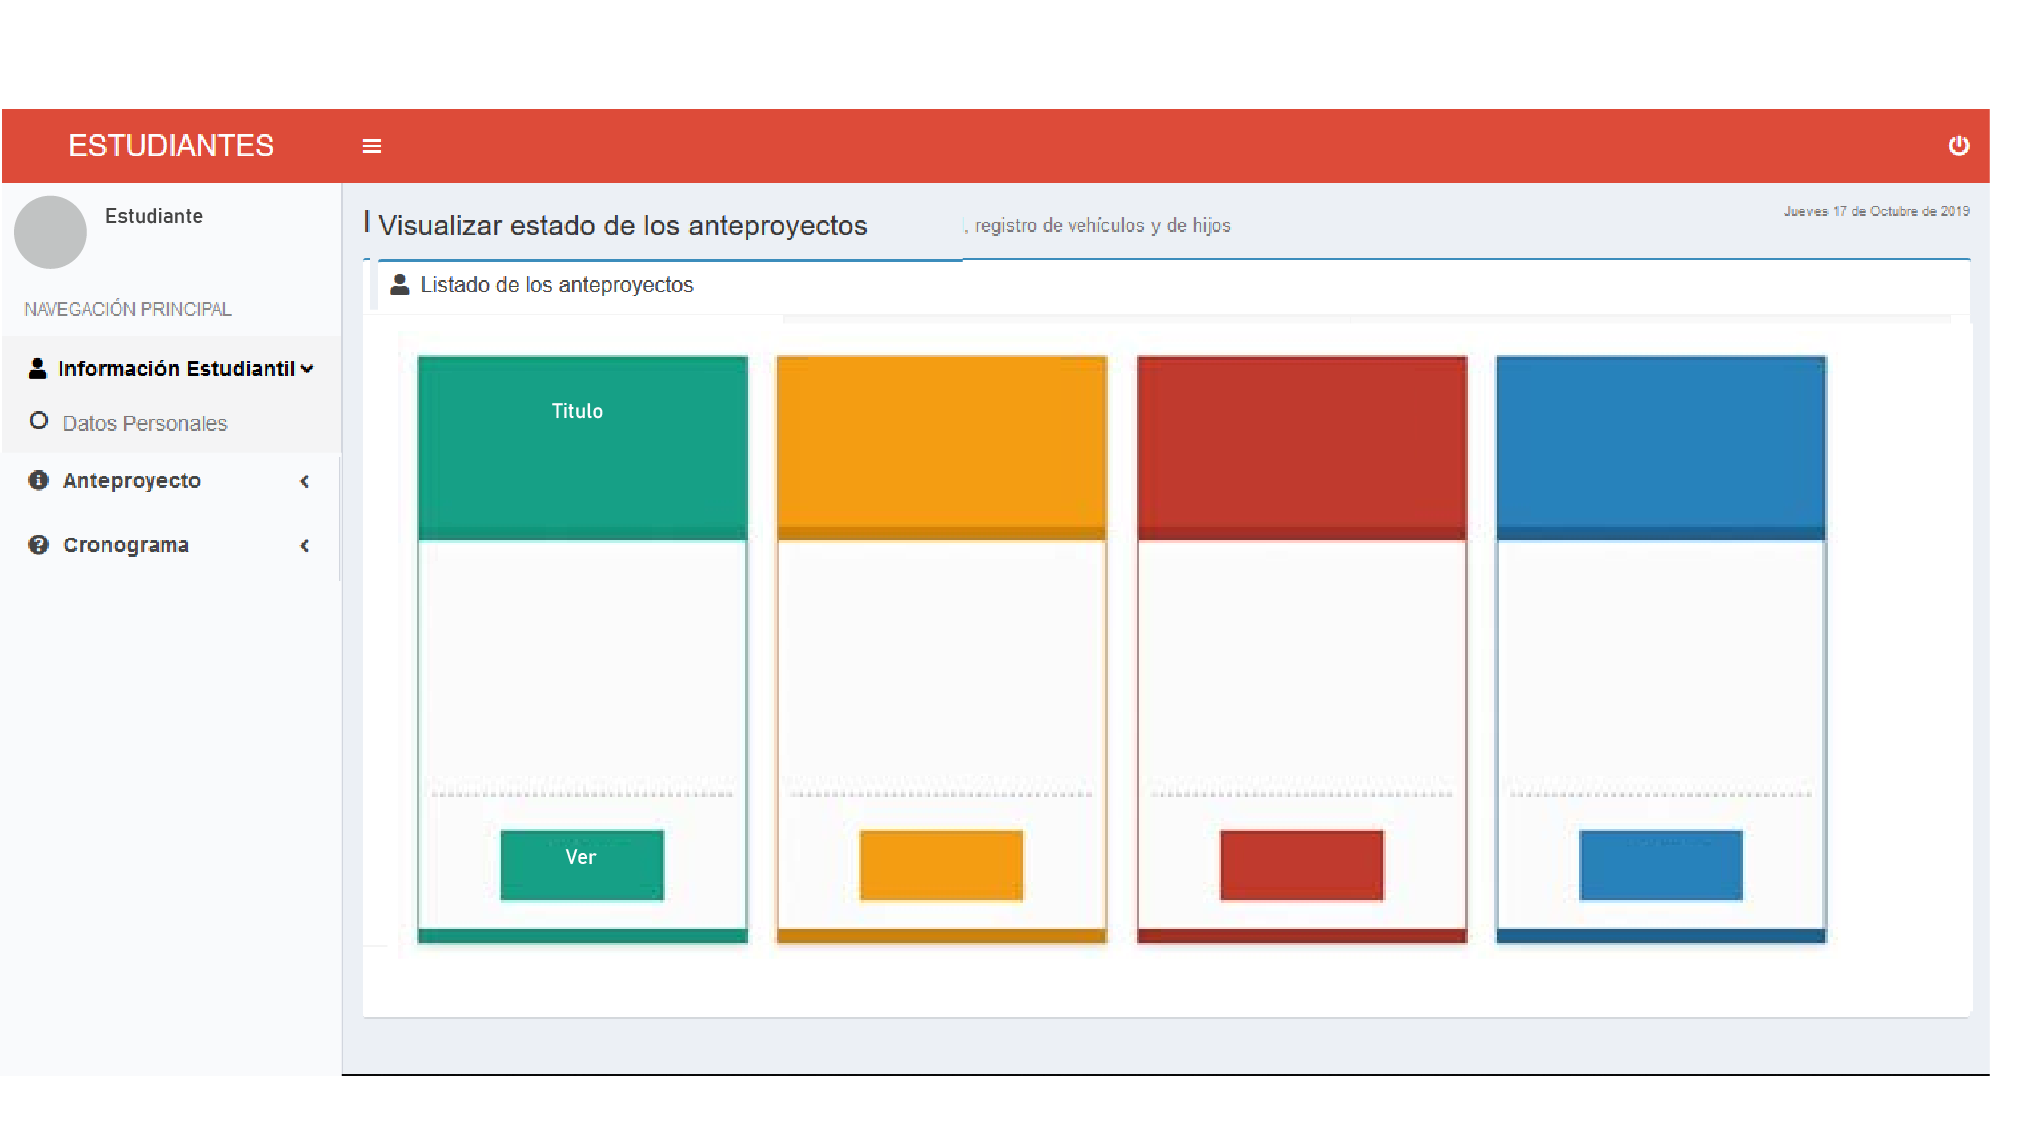 ESTUDIANTES
Estudiante
Visualizar estado de los anteproyectos
, registro de vehículos y de hijos
Jueves 17 de Octubre de 2019
Listado de los anteproyectos
NAVEGACIÓN PRINCIPAL
Información Estudiantil
Datos Personales
Anteproyecto
Cronograma
Titulo
Ver